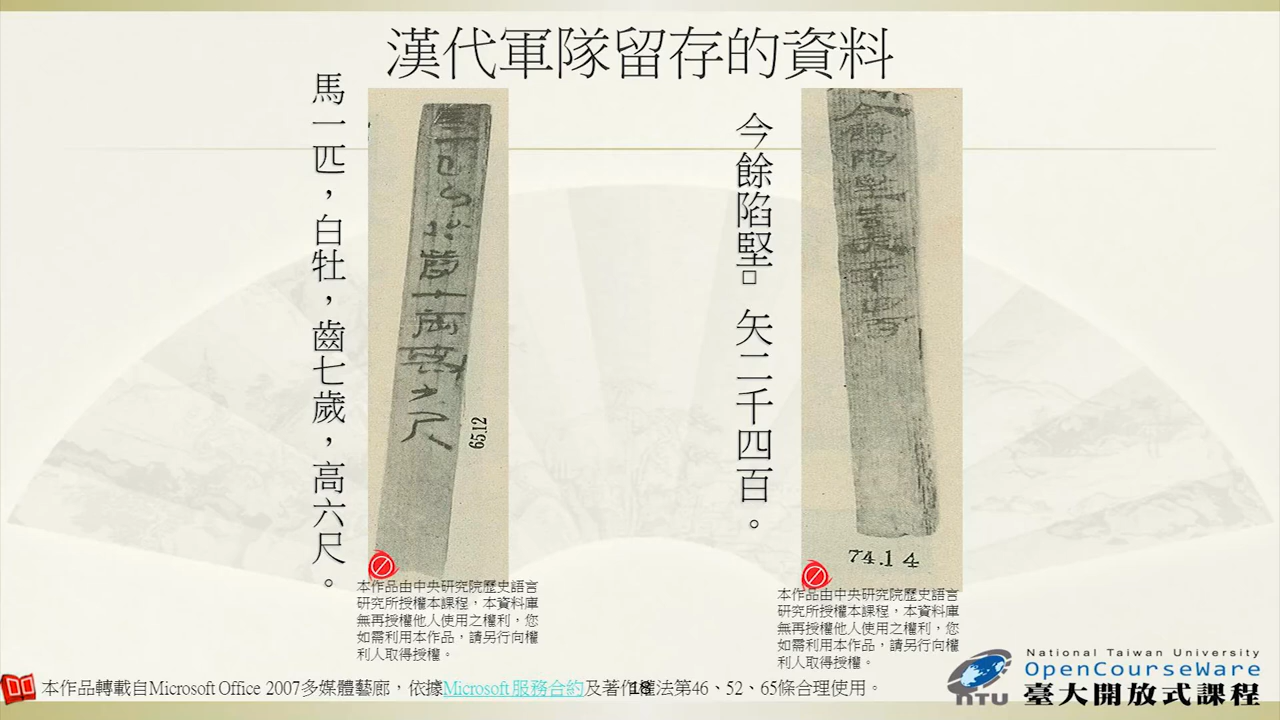 漢代軍隊留存的資料
馬一匹，白牡，齒七歲，高六尺。
65.12
本作品由中央研究院歷史語言
研究所授權本課程，本資料庫
無再授權他人使用之權利，您
如需利用本作品，請另行向權
利人取得授權。
今餘陷堅□ 矢二千四百。
74.14
本作品由中央研究院歷史語言
研究所授權本課程，本資料庫
無再授權他人使用之權利，您
如需利用本作品，請另行向權
利人取得授權。
本作品轉載自Microsoft Office 2007多媒體藝廊，依據Microsoft服務合約及著作權法第46、52、65條合理使用。
18
National Taiwan University
OpenCourseWare
臺大開放式課程
NTU